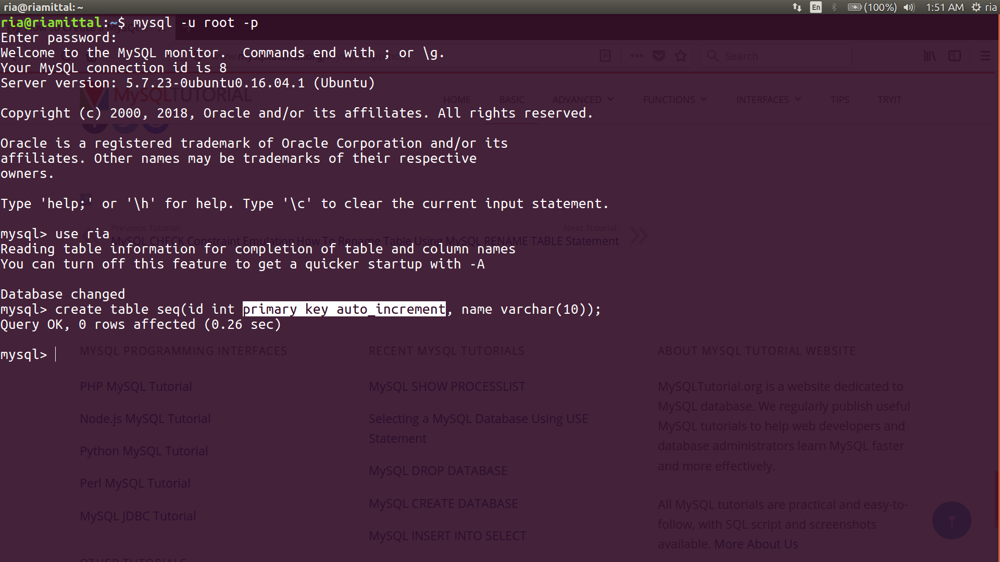 ria@riamittal: ~
En (100%) 1:51 AM ria
ria@riamittal:~$ mysql -u root -p
Enter password:
Welcome to the MySQL monitor.  Commands end with ; or \g.
Your MySQL connection id is 8
Server version: 5.7.23-0ubuntu0.16.04.1 (Ubuntu)
Search
MySQLTUTORIAL
HOME BASIC ADVANCED FUNCTIONS INTERFACES TIPS TRYIT
Copyright (c) 2000, 2018, Oracle and/or its affiliates. All rights reserved.
Oracle is a registered trademark of Oracle Corporation and/or its
affiliates. Other names may be trademarks of their respective
owners.
Type 'help;' or '\h' for help. Type '\c' to clear the current input statement.
mysql> use ria
Previous Tutorial:
MySQL CHECK Constraint Emulation
Next Tutorial:
How To Rename Table Using MySQL RENAME TABLE Statement
Reading table information for completion of table and column names
You can turn off this feature to get a quicker startup with -A
Database changed
mysql> create table seq(id int primary key auto_increment, name varchar(10));
Query OK, 0 rows affected (0.26 sec)
mysql>
MYSQL PROGRAMMING INTERFACES
PHP MySQL Tutorial
Node.js MySQL Tutorial
Python MySQL Tutorial
Perl MySQL Tutorial
MySQL JDBC Tutorial
OTHER TUTORIALS
RECENT MYSQL TUTORIALS
MySQL SHOW PROCESSLIST
Selecting a MySQL Database Using USE
Statement
MySQL DROP DATABASE
MySQL CREATE DATABASE
MySQL INSERT INTO SELECT
ABOUT MYSQL TUTORIAL WEBSITE
MySQLTutorial.org is a website dedicated to
MySQL database. We regularly publish useful
MySQL tutorials to help web developers and
database administrators learn MySQL faster
and more effectively.
All MySQL tutorials are practical and easy-to-
follow, with SQL script and screenshots
available. More About Us